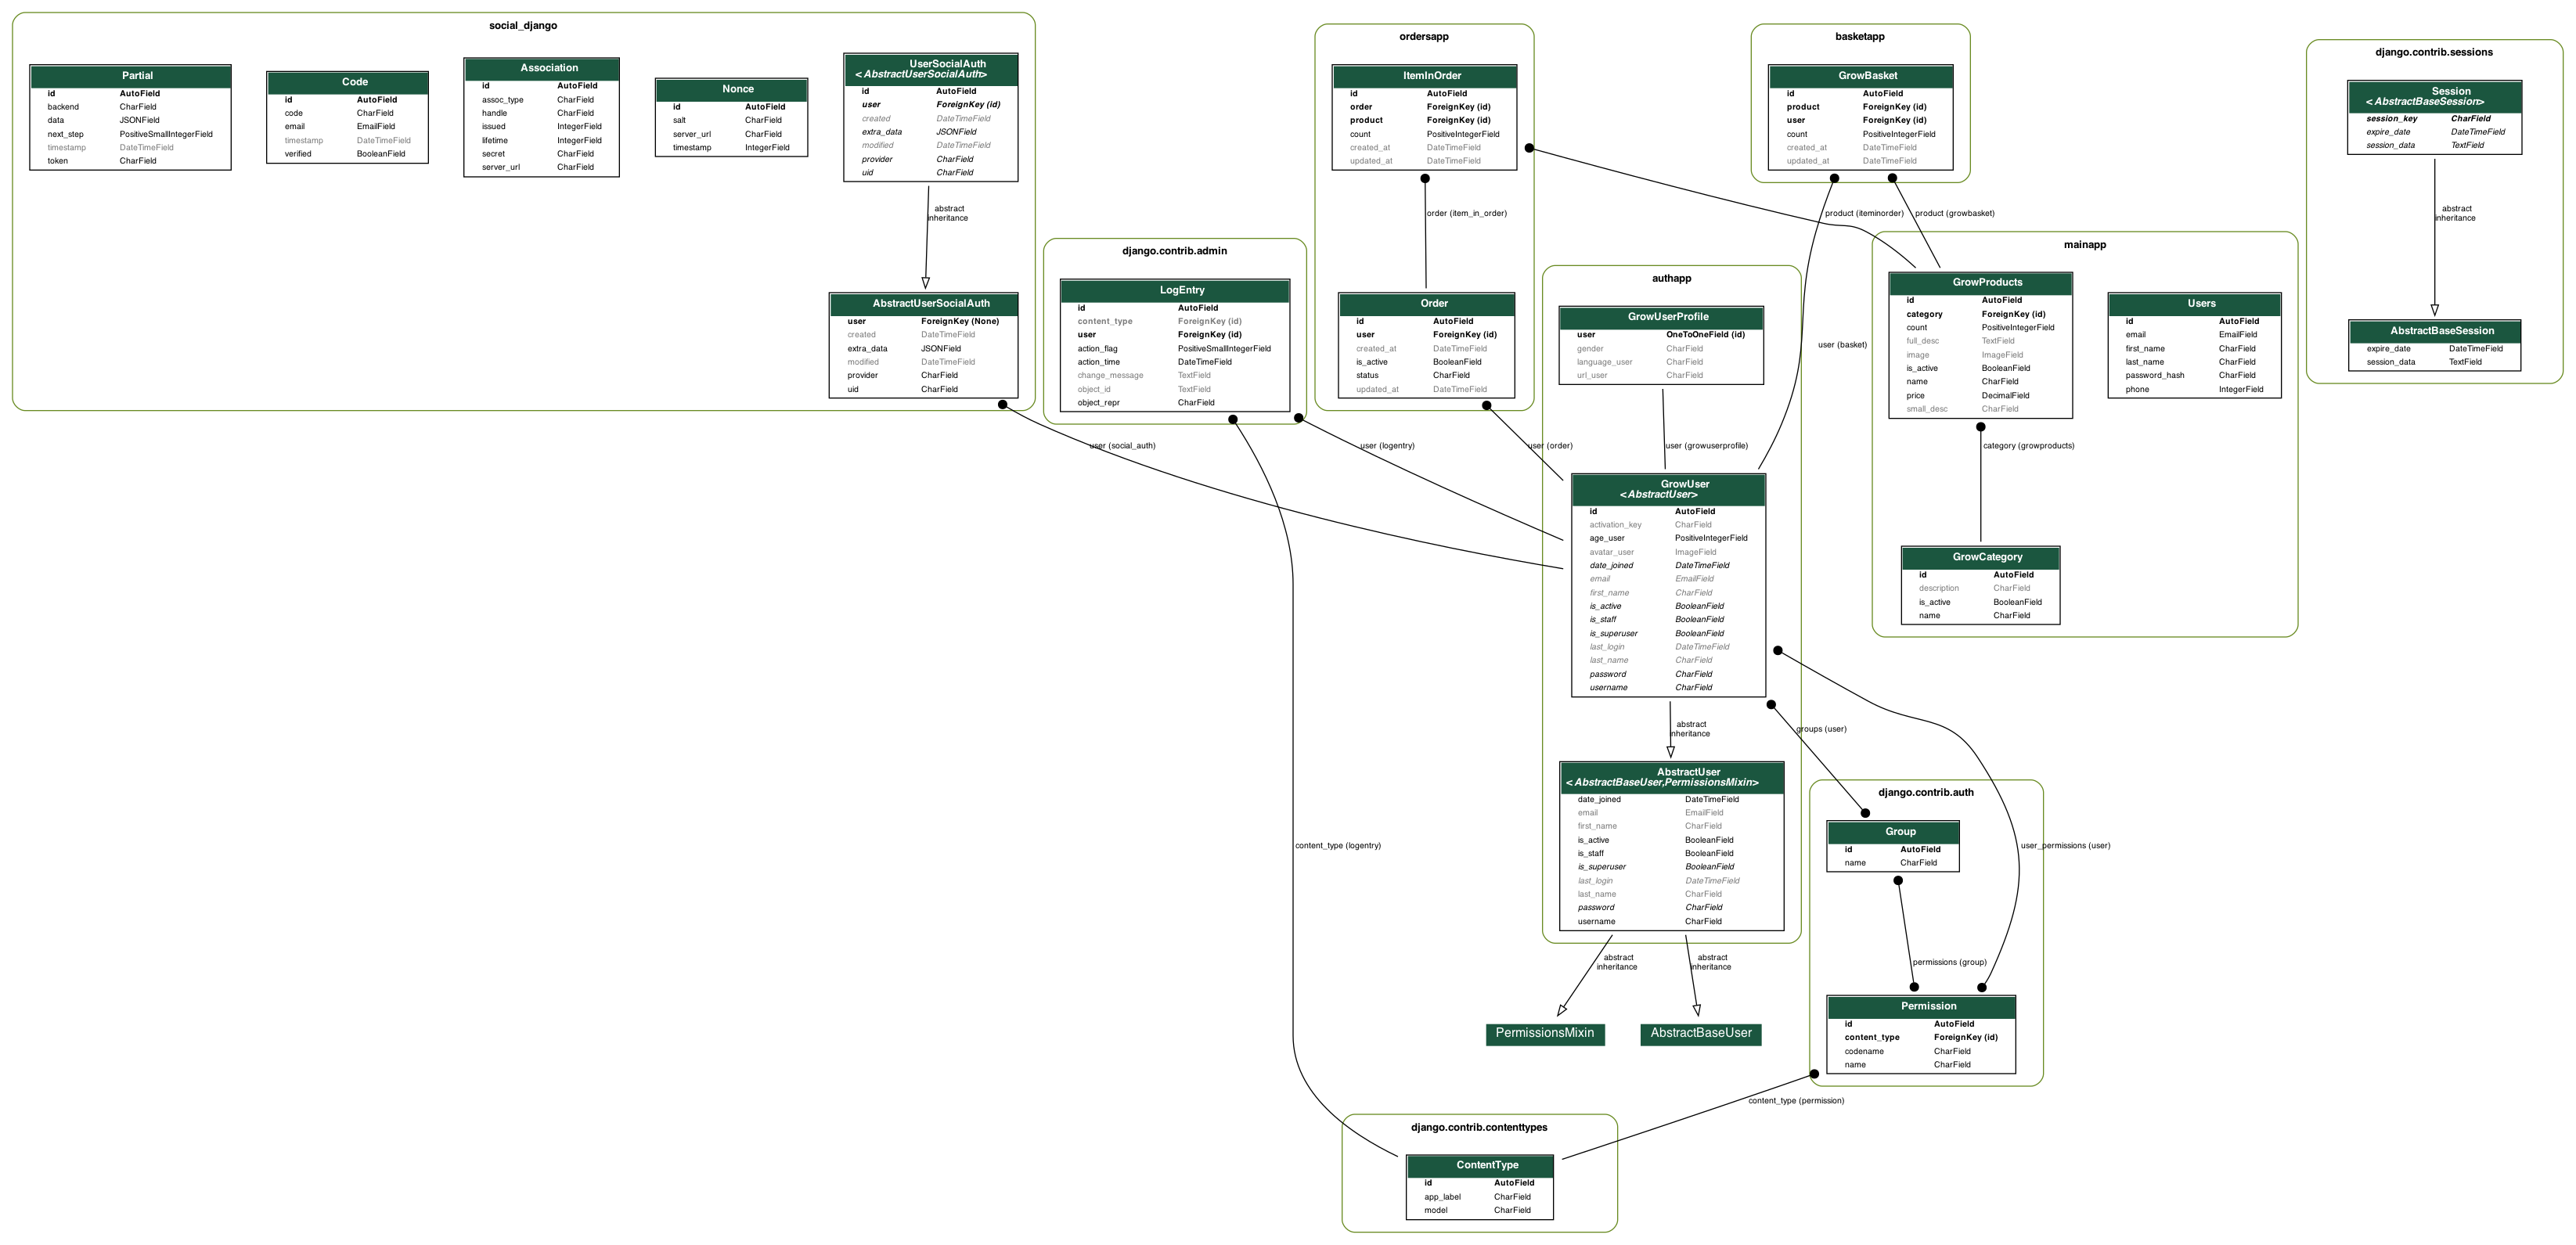 social_django
Partial
id AutoField
backend CharField
data JSONField
next_step PositiveSmallIntegerField
timestamp DateTimeField
token CharField
Code
id AutoField
code CharField
email EmailField
timestamp DateTimeField
verified BooleanField
Association
id AutoField
assoc_type CharField
handle CharField
issued IntegerField
lifetime IntegerField
secret CharField
server_url CharField
Nonce
id AutoField
salt CharField
server_url CharField
timestamp IntegerField
UserSocialAuth
<AbstractUserSocialAuth>
id AutoField
user ForeignKey (id)
created DateTimeField
extra_data JSONField
modified DateTimeField
provider CharField
uid CharField
abstract
inheritance
AbstractUserSocialAuth
user ForeignKey (None)
created DateTimeField
extra_data JSONField
modified DateTimeField
provider CharField
uid CharField
user (social_auth)
django.contrib.admin
LogEntry
id AutoField
content_type ForeignKey (id)
user ForeignKey (id)
action_flag PositiveSmallIntegerField
action_time DateTimeField
change_message TextField
object_id TextField
object_repr CharField
user (logentry)
content_type (logentry)
ordersapp
ItemInOrder
id AutoField
order ForeignKey (id)
product ForeignKey (id)
count PositiveIntegerField
created_at DateTimeField
updated_at DateTimeField
order (item_in_order)
Order
id AutoField
user ForeignKey (id)
created_at DateTimeField
is_active BooleanField
status CharField
updated_at DateTimeField
user (order)
basketapp
GrowBasket
id AutoField
product ForeignKey (id)
user ForeignKey (id)
count PositiveIntegerField
created_at DateTimeField
updated_at DateTimeField
product (iteminorder)
product (growbasket)
user (basket)
authapp
GrowUserProfile
user OneToOneField (id)
gender CharField
language_user CharField
url_user CharField
user (growuserprofile)
GrowUser
<AbstractUser>
id AutoField
activation_key CharField
age_user PositiveIntegerField
avatar_user ImageField
date_joined DateTimeField
email EmailField
first_name CharField
is_active BooleanField
is_staff BooleanField
is_superuser BooleanField
last_login DateTimeField
last_name CharField
password CharField
username CharField
abstract
inheritance
AbstractUser
<AbstractBaseUser,PermissionsMixin>
date_joined DateTimeField
email EmailField
first_name CharField
is_active BooleanField
is_staff BooleanField
is_superuser BooleanField
last_login DateTimeField
last_name CharField
password CharField
username CharField
abstract
inheritance
abstract
inheritance
PermissionsMixin
AbstractBaseUser
mainapp
GrowProducts
id AutoField
category ForeignKey (id)
count PositiveIntegerField
full_desc TextField
image ImageField
is_active BooleanField
name CharField
price DecimalField
small_desc CharField
Users
id AutoField
email EmailField
first_name CharField
last_name CharField
password_hash CharField
phone IntegerField
category (growproducts)
GrowCategory
id AutoField
description CharField
is_active BooleanField
name CharField
django.contrib.sessions
Session
<AbstractBaseSession>
session_key CharField
expire_date DateTimeField
session_data TextField
abstract
inheritance
AbstractBaseSession
expire_date DateTimeField
session_data TextField
groups (user)
user_permissions (user)
django.contrib.auth
Group
id AutoField
name CharField
permissions (group)
Permission
id AutoField
content_type ForeignKey (id)
codename CharField
name CharField
content_type (permission)
django.contrib.contenttypes
ContentType
id AutoField
app_label CharField
model CharField